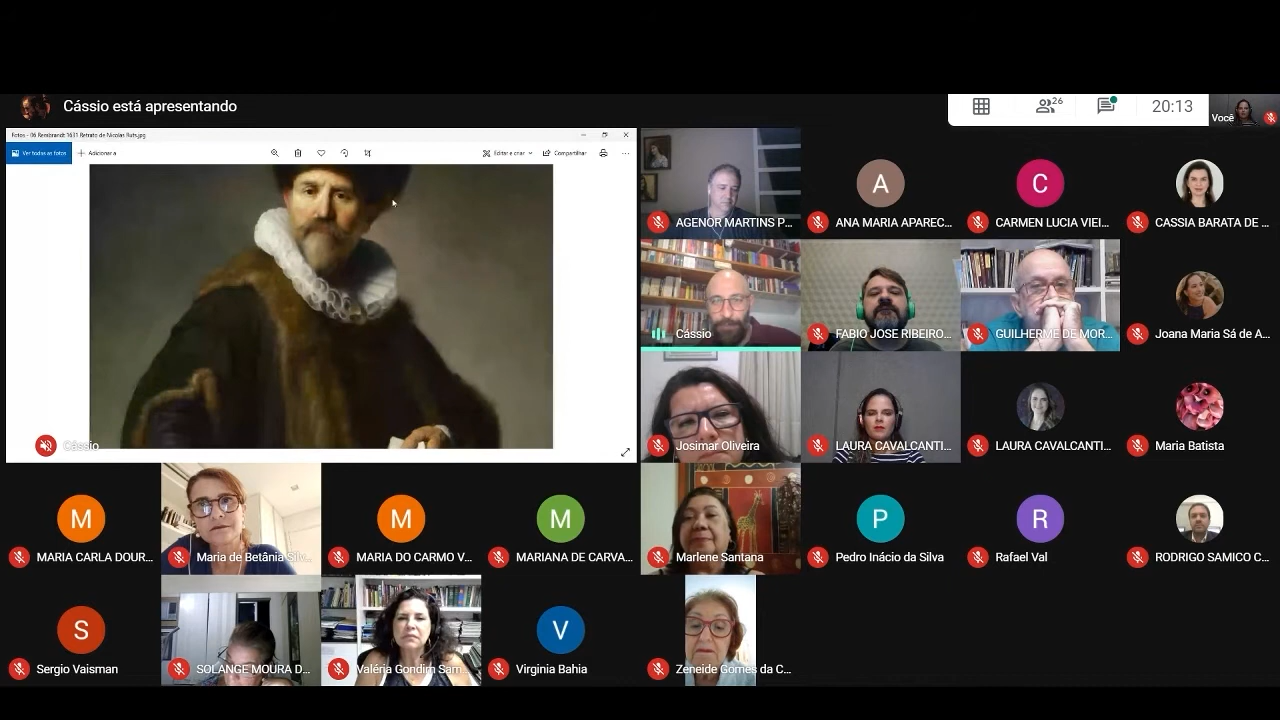 Cássio está apresentando
26
20:13
Você
Fotos - 06 Rembrandt 1631 Retrato de Nicolas Ruts.jpg
Ver todas as fotos
Adicionar a
Editar e criar
Compartilhar
Cássio
AGENOR MARTINS P...
A
ANA MARIA APAREC...
C
CARMEN LUCIA VIEI...
CASSIA BARATA DE ...
Cássio
FABIO JOSE RIBEIRO...
GUILHERME DE MOR...
Joana Maria Sá de A...
Josimar Oliveira
LAURA CAVALCANTI...
LAURA CAVALCANTI...
Maria Batista
M
MARIA CARLA DOUR...
Maria de Betânia Silv...
M
MARIA DO CARMO V...
M
MARIANA DE CARVA...
Marlene Santana
P
Pedro Inácio da Silva
R
Rafael Val
RODRIGO SAMICO C...
S
Sergio Vaisman
SOLANGE MOURA D...
Valéria Gondim Sam...
V
Virginia Bahia
Zeneide Gomes da C...